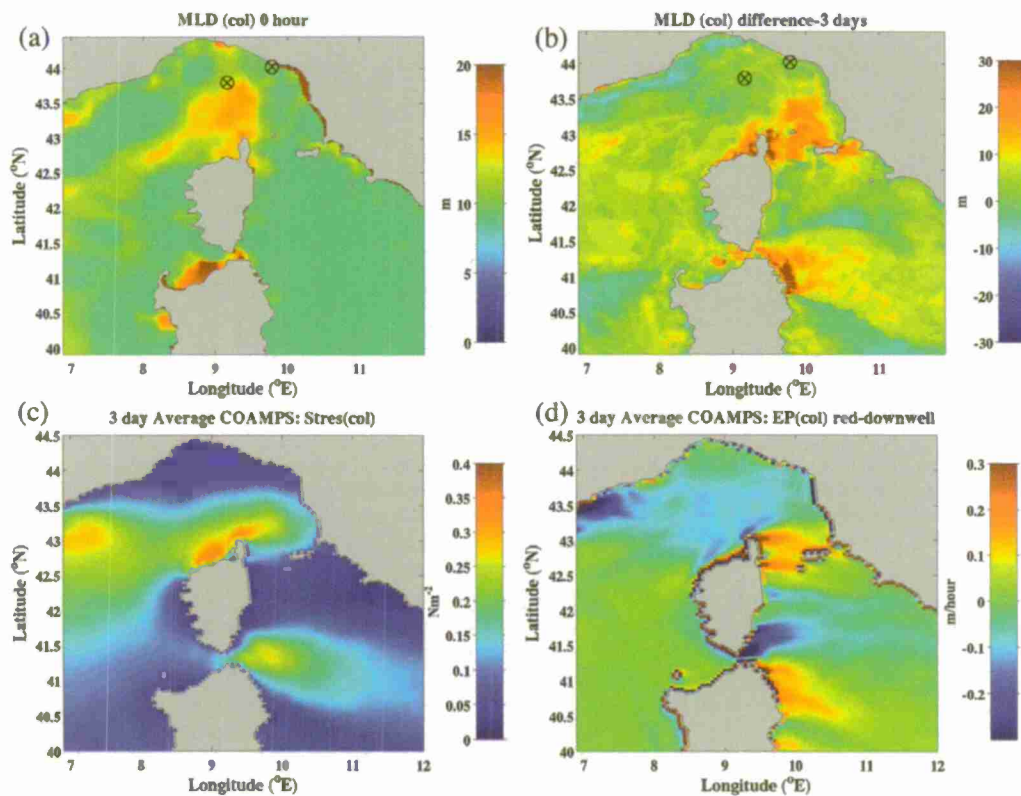 MLD (col) 0 hour
(a)
44
43.5
43
42.5
42
41.5
41
40.5
40
Latitude (°N)
7 8 9 10 11
Longitude (°E)
20
15
10
5
0
m
MLD (col) difference-3 days
(b)
44
43.5
43
42.5
42
41.5
41
40.5
40
Latitude (°N)
7 8 9 10 11
Longitude (°E)
30
20
10
0
-10
-20
-30
m
(c) 3 day Average COAMPS: Stres(col)
44.5
44
43.5
43
42.5
42
41.5
41
40.5
40
Latitude (°N)
7 8 9 10 11 12
Longitude (°E)
0.4
0.35
0.3
0.25
0.2
0.15
0.1
0.05
0
Nm-2
(d) 3 day Average COAMPS: EP(col) red-downwell
44.5
44
43.5
43
42.5
42
41.5
41
40.5
40
Latitude (°N)
7 8 9 10 11 12
Longitude (°E)
0.3
0.2
0.1
0
-0.1
-0.2
m/hour